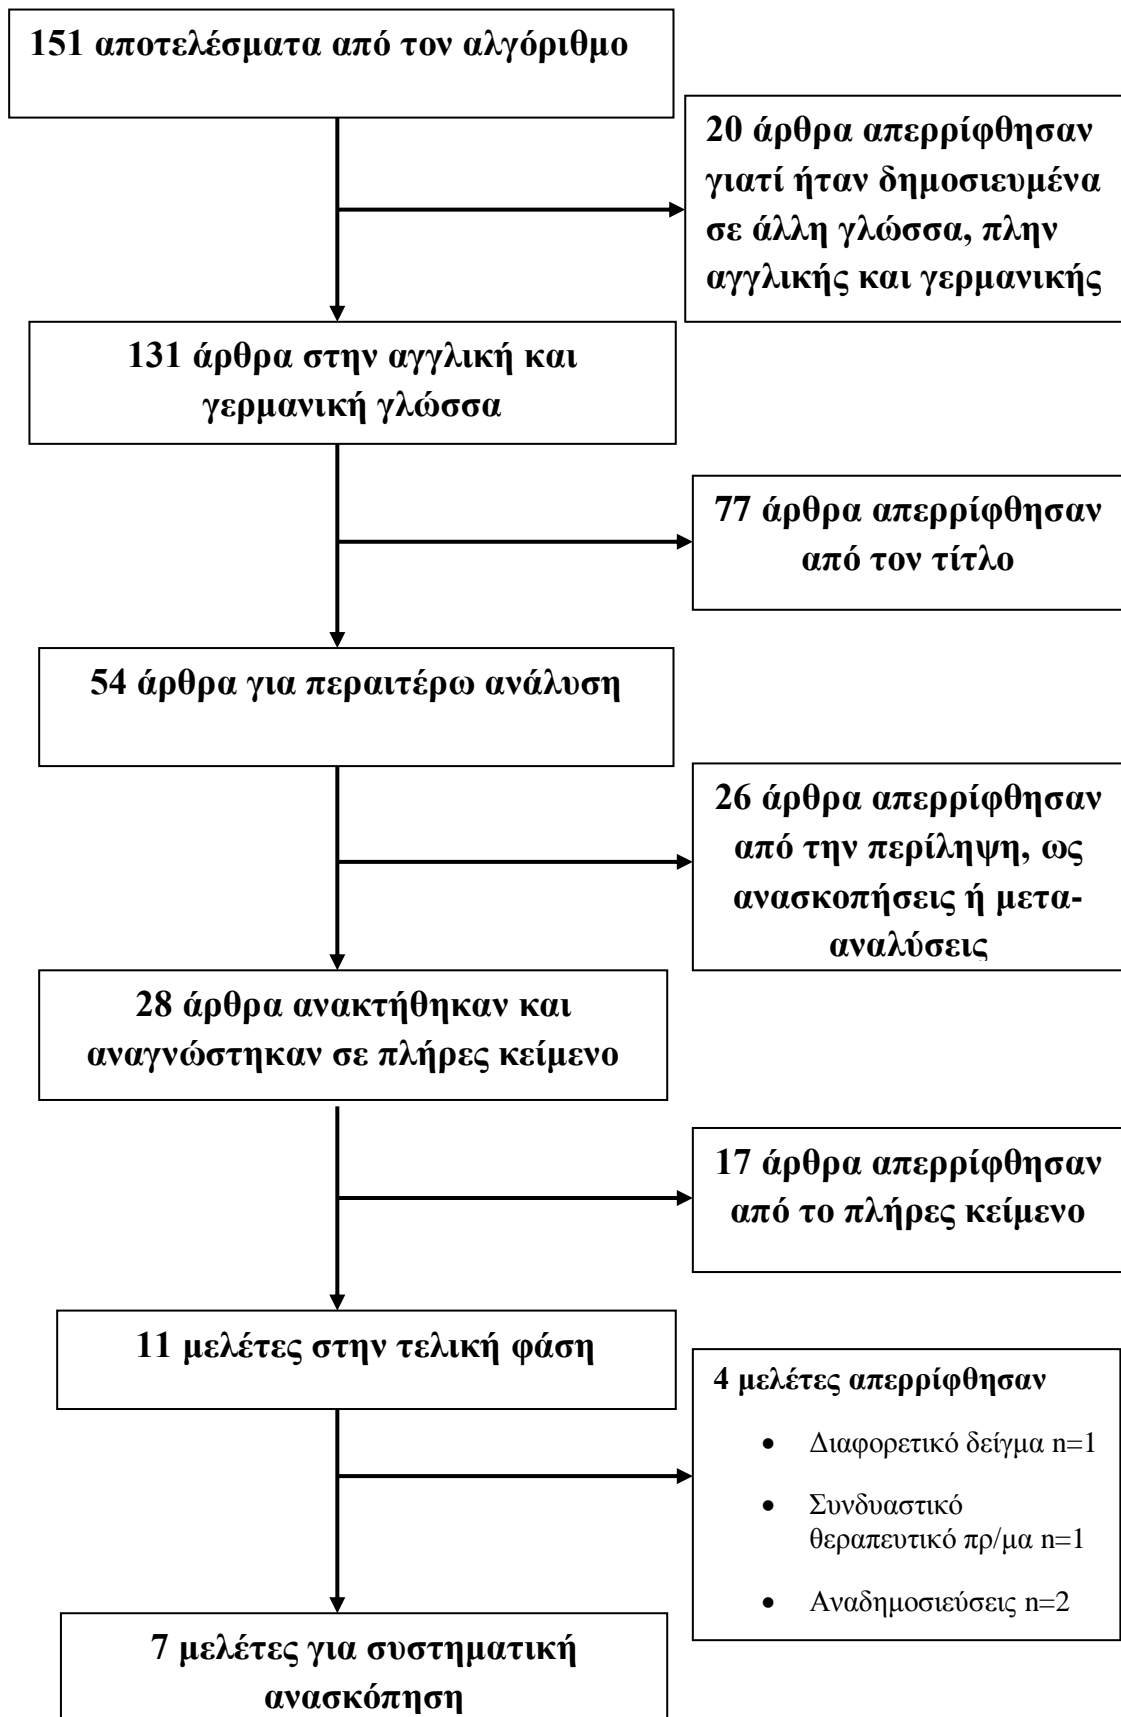 151 αποτελέσματα από τον αλγόριθμο
20 άρθρα απερρίφθησαν
γιατί ήταν δημοσιευμένα
σε άλλη γλώσσα, πλην
αγγλικής και γερμανικής
131 άρθρα στην αγγλική και
γερμανική γλώσσα
77 άρθρα απερρίφθησαν
από τον τίτλο
54 άρθρα για περαιτέρω ανάλυση
26 άρθρα απερρίφθησαν
από την περίληψη, ως
ανασκοπήσεις ή μετα-
αναλύσεις
28 άρθρα ανακτήθηκαν και
αναγνώστηκαν σε πλήρες κείμενο
17 άρθρα απερρίφθησαν
από το πλήρες κείμενο
11 μελέτες στην τελική φάση
4 μελέτες απερρίφθησαν
• Διαφορετικό δείγμα n=1
• Συνδυαστικό
θεραπευτικό πρ/μα n=1
• Αναδημοσιεύσεις n=2
7 μελέτες για συστηματική
ανασκόπηση